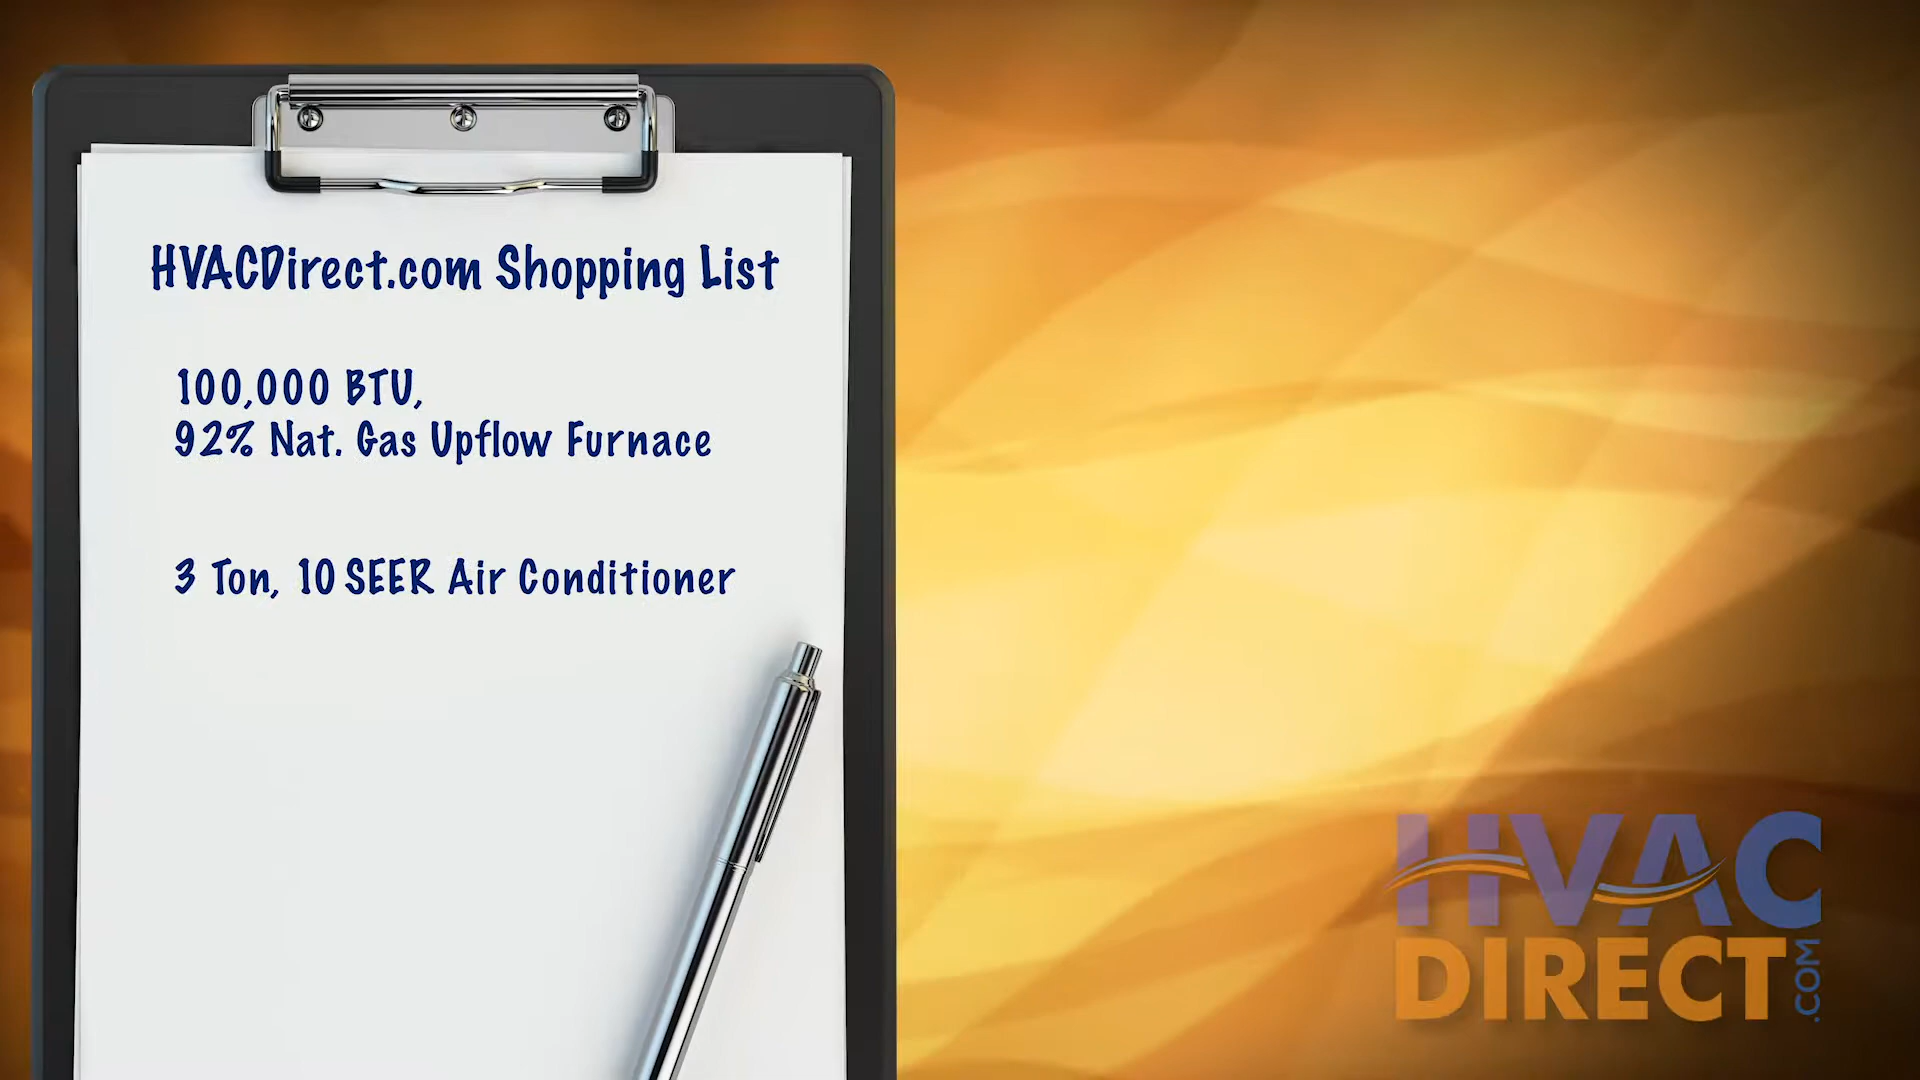 HVACDirect.com Shopping List
100,000 BTU,
92% Nat. Gas Upflow Furnace
3 Ton, 10 SEER Air Conditioner
HVAC
DIRECT
.COM